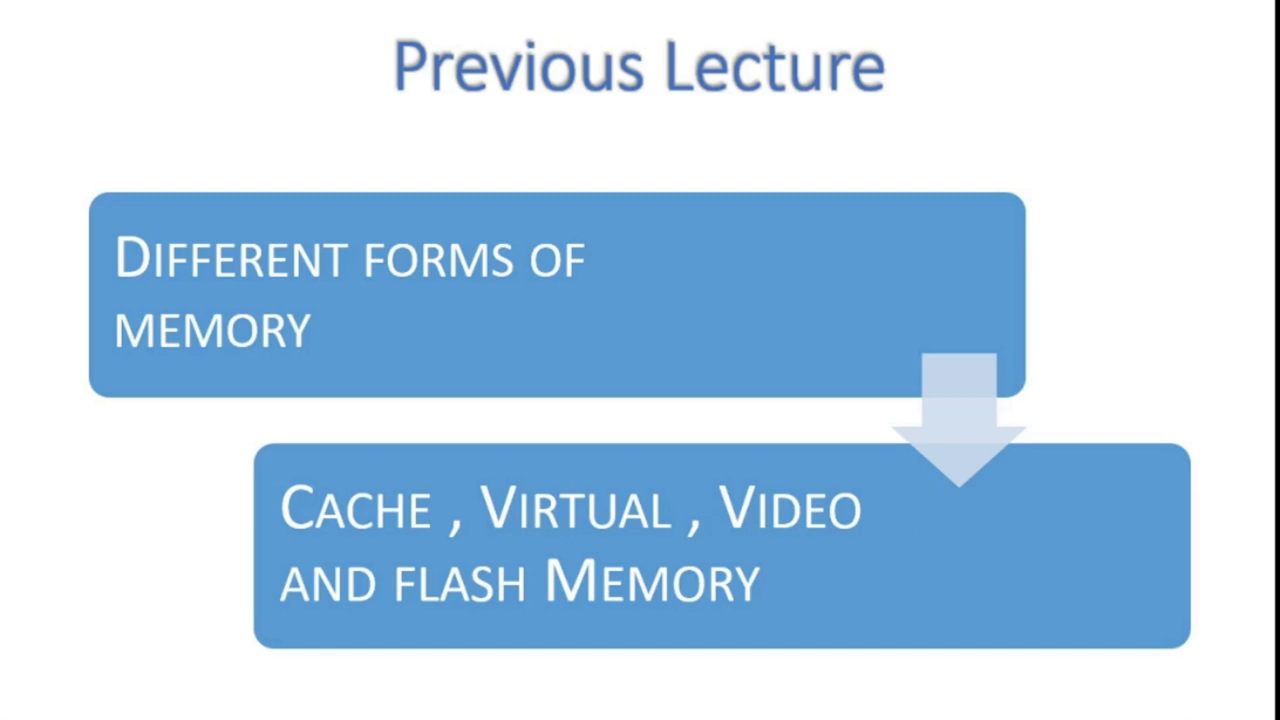 Previous Lecture
DIFFERENT FORMS OF
MEMORY
CACHE , VIRTUAL , VIDEO
AND FLASH MEMORY